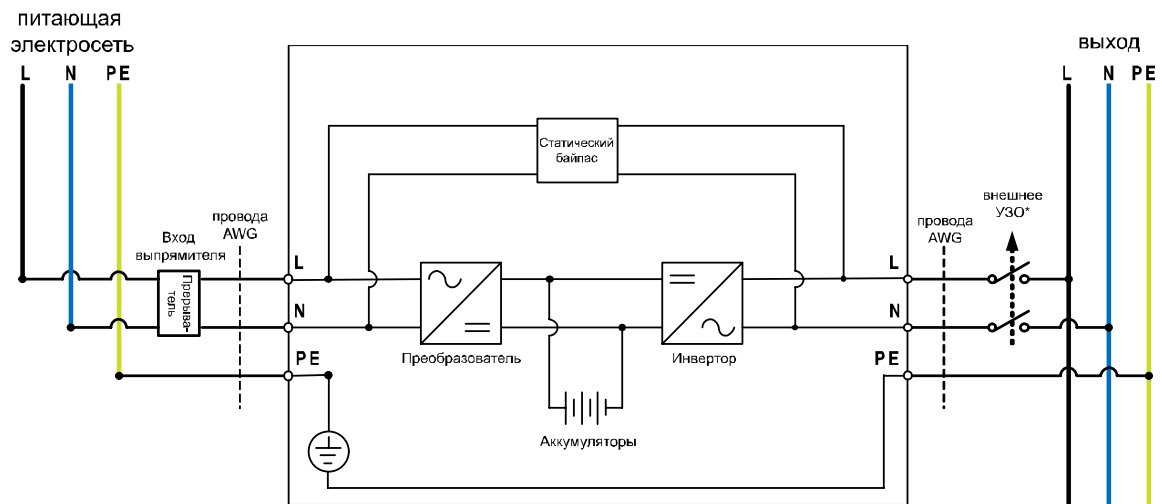 питающая
электросеть
L N PE
выход
L N PE
Статический
байпас
внешнее
УЗО*
провода
AWG
Вход
выпрямителя
Прерыва-
тель
провода
AWG
L
N
PE
L
N
PE
Преобразователь
Инвертор
Аккумуляторы